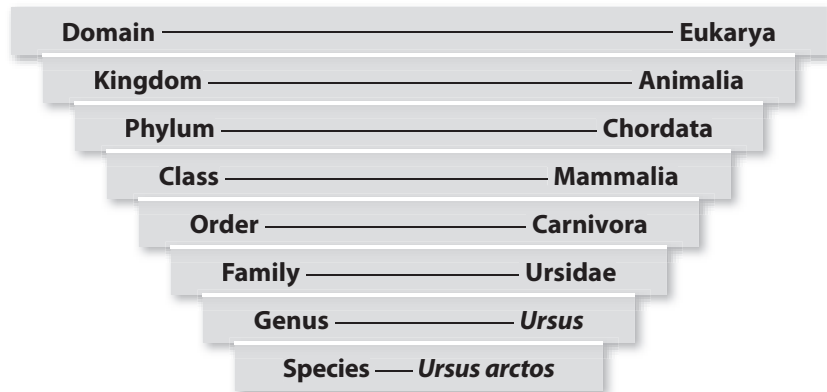 Domain Eukarya
Kingdom Animalia
Phylum Chordata
Class Mammalia
Order Carnivora
Family Ursidae
Genus Ursus
Species Ursus arctos